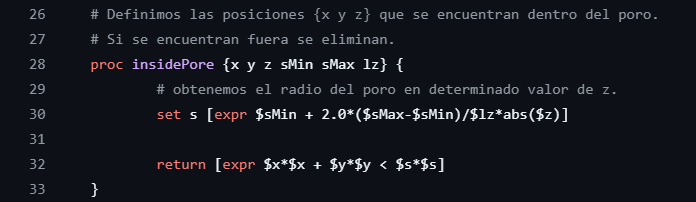 26 # Definimos las posiciones {x y z} que se encuentran dentro del poro.
27 # Si se encuentran fuera se eliminan.
28 proc insidePore {x y z sMin sMax lz} {
29 # obtenemos el radio del poro en determinado valor de z.
30 set s [expr $sMin + 2.0*($sMax-$sMin)/$lz*abs($z)]
31
32 return [expr $x*$x + $y*$y < $s*$s]
33 }